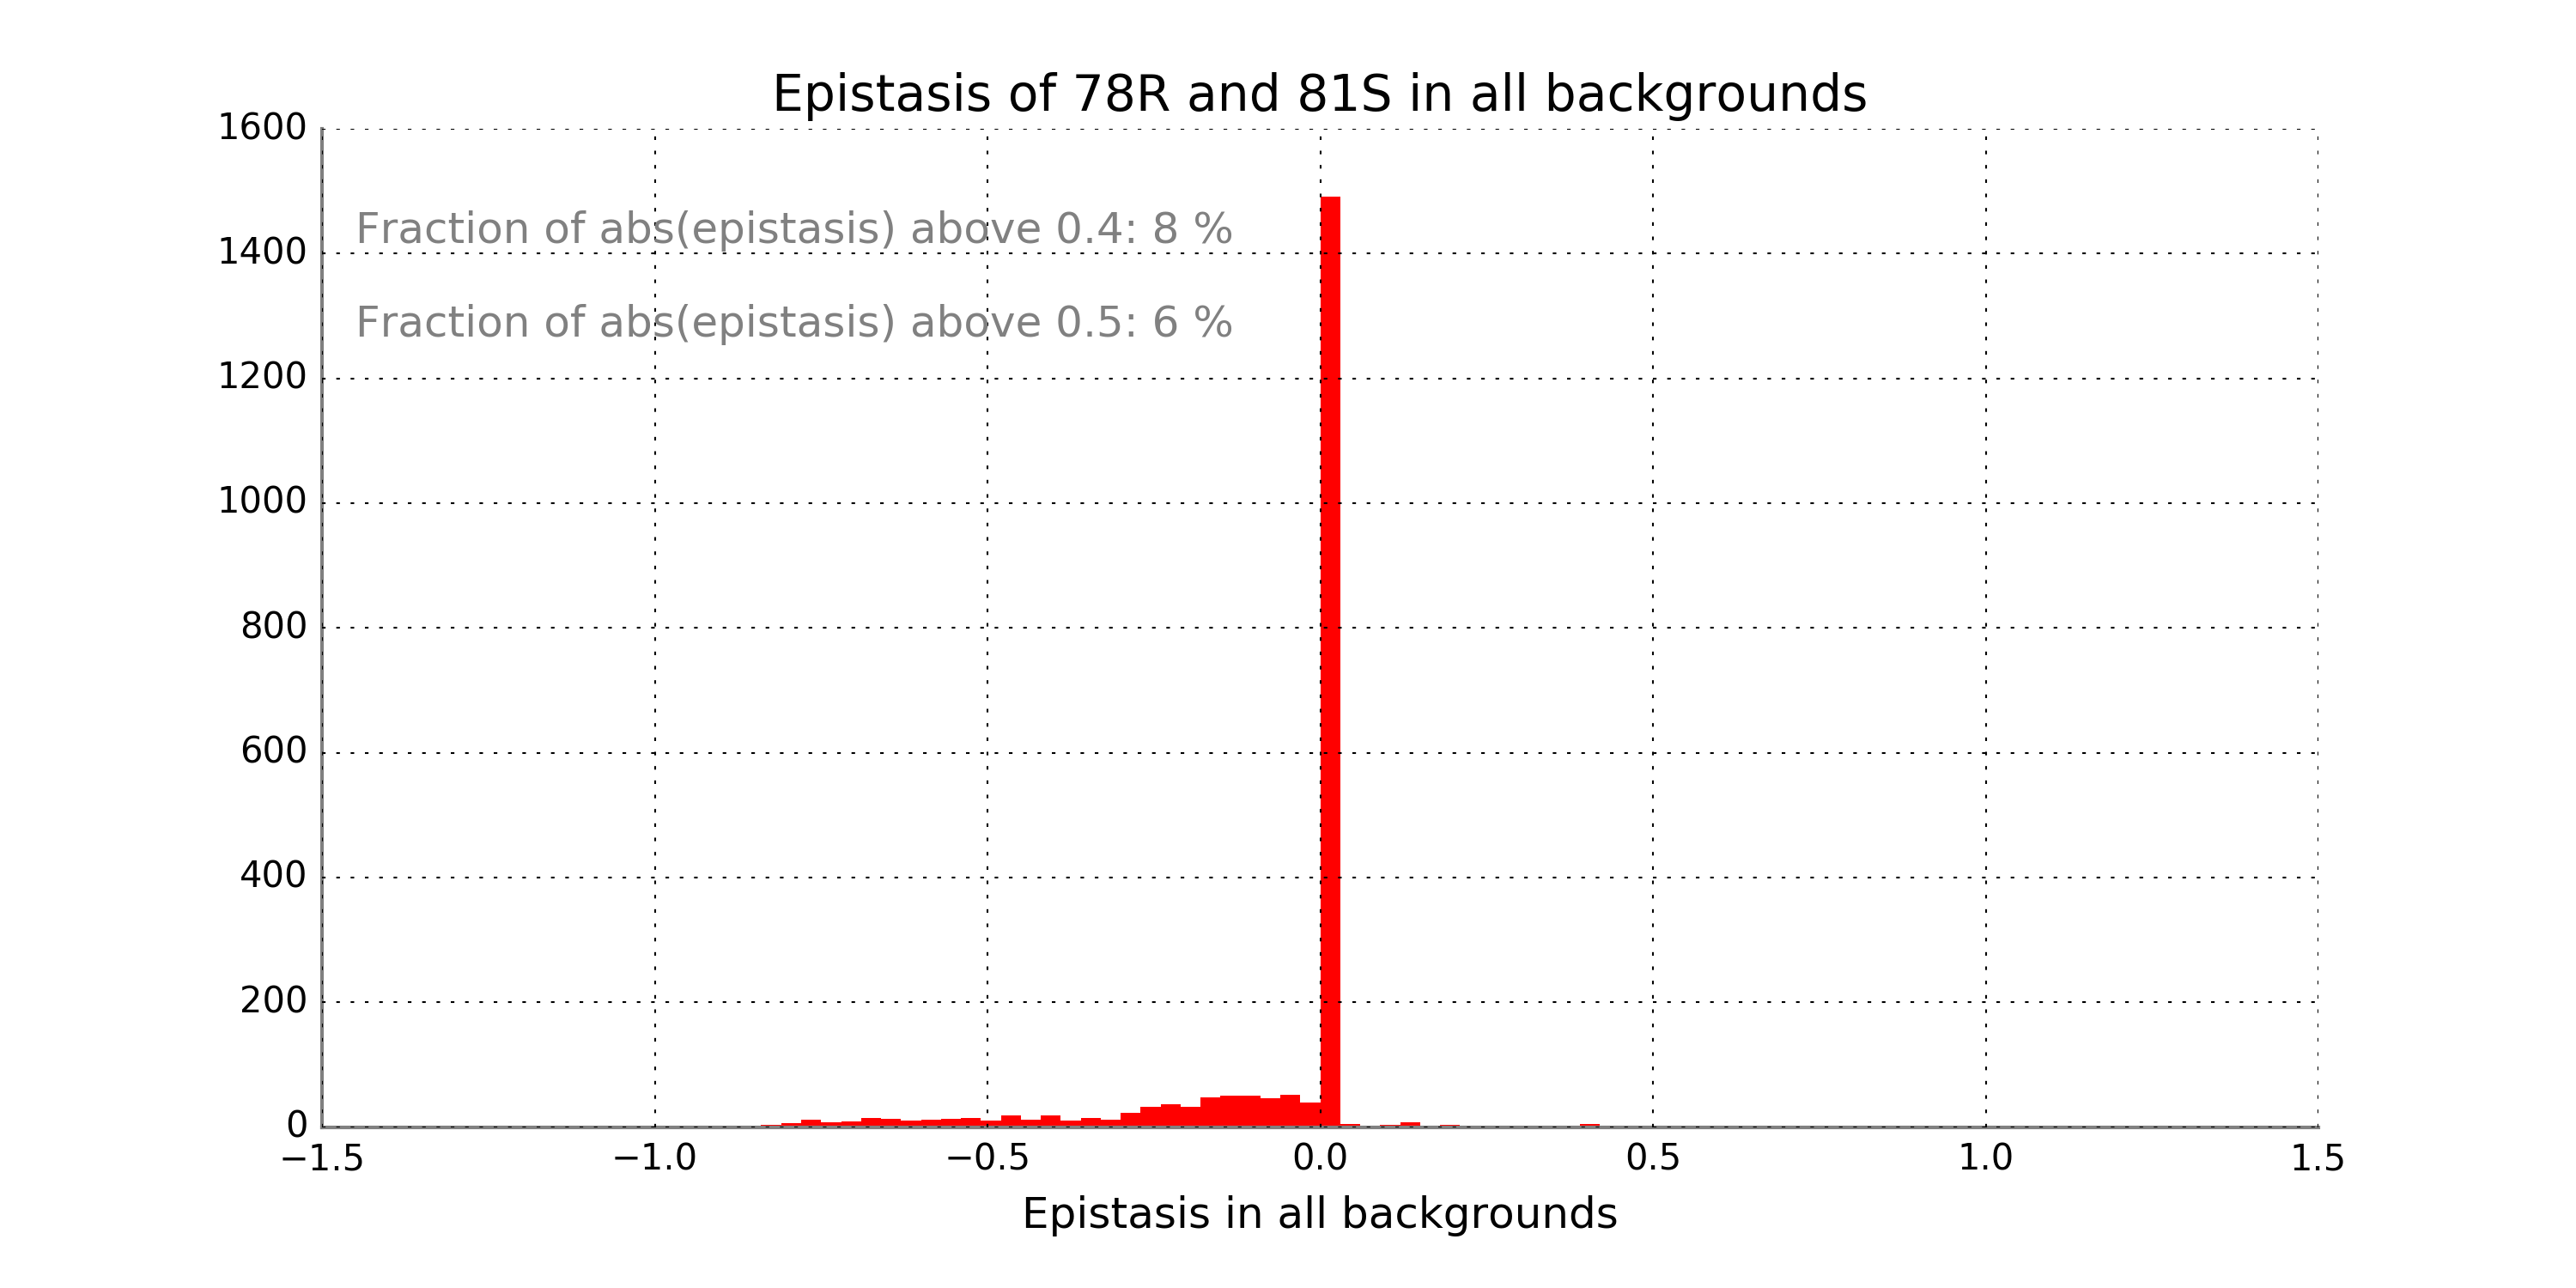 Epistasis of 78R and 81S in all backgrounds
1600
1400
1200
1000
800
600
400
200
0
Fraction of abs(epistasis) above 0.4: 8 %
Fraction of abs(epistasis) above 0.5: 6 %
−1.5 −1.0 −0.5 0.0 0.5 1.0 1.5
Epistasis in all backgrounds